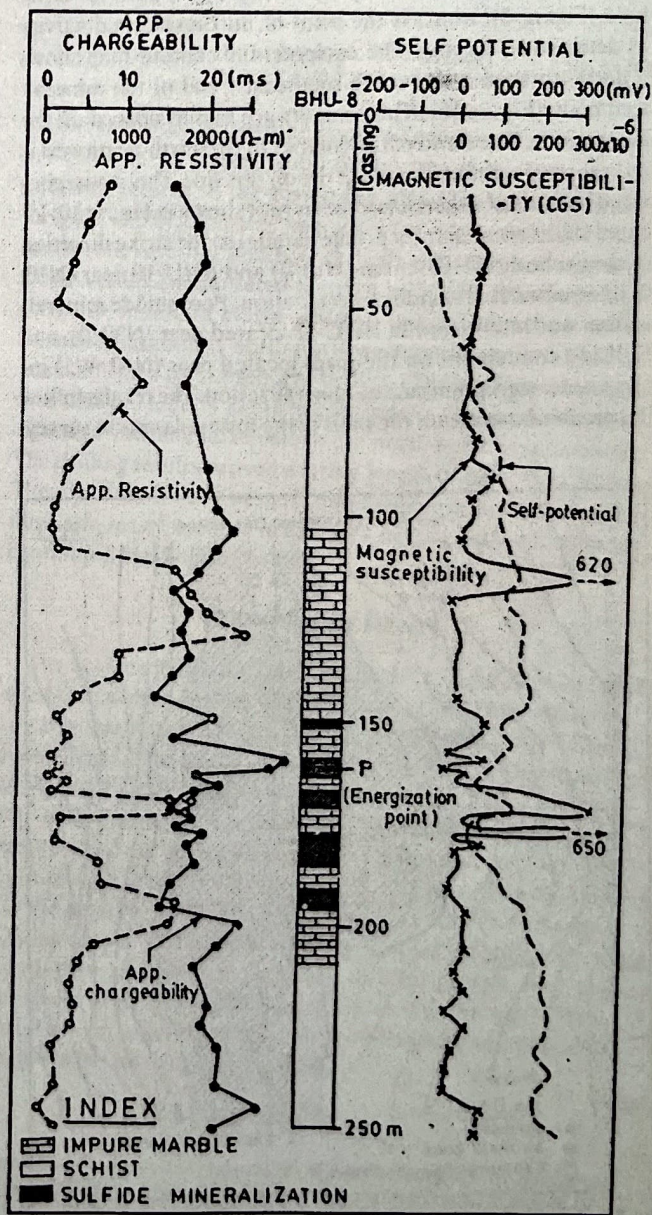 APP.
CHARGEABILITY
0 10 20 (ms)
0 1000 2000 (Ω-m)
APP. RESISTIVITY
SELF POTENTIAL
-200 -100 0 100 200 300 (mV)
0 100 300x10⁻⁶
MAGNETIC SUSCEPTIBILI-
-TY (CGS)
BHU-8
0
Casing
50
App. Resistivity
Self-potential
100
Magnetic
susceptibility
620
150
P
(Energization
point)
650
200
App.
chargeability
250 m
INDEX
IMPURE MARBLE
SCHIST
SULFIDE MINERALIZATION